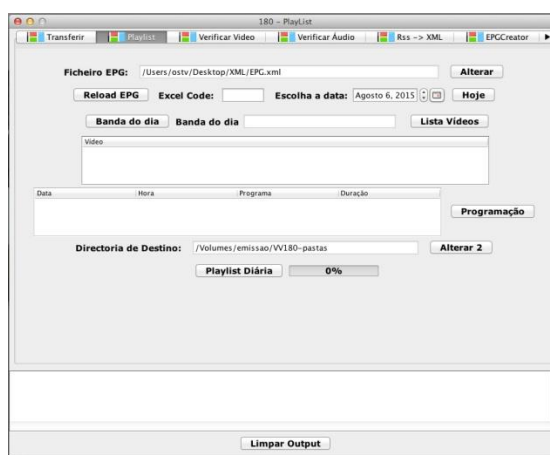 180 - PlayList
Transferir Playlist Verificar Video Verificar Áudio Rss -> XML EPGCreator
Ficheiro EPG: /Users/ostv/Desktop/XML/EPG.xml Alterar
Reload EPG Excel Code: Escolha a data: Agosto 6, 2015 Hoje
Banda do dia Banda do dia Lista Vídeos
Video
Data Hora Programa Duração
Programação
Directoria de Destino: /Volumes/emissao/VV180-pastas Alterar 2
Playlist Diária 0%
Limpar Output